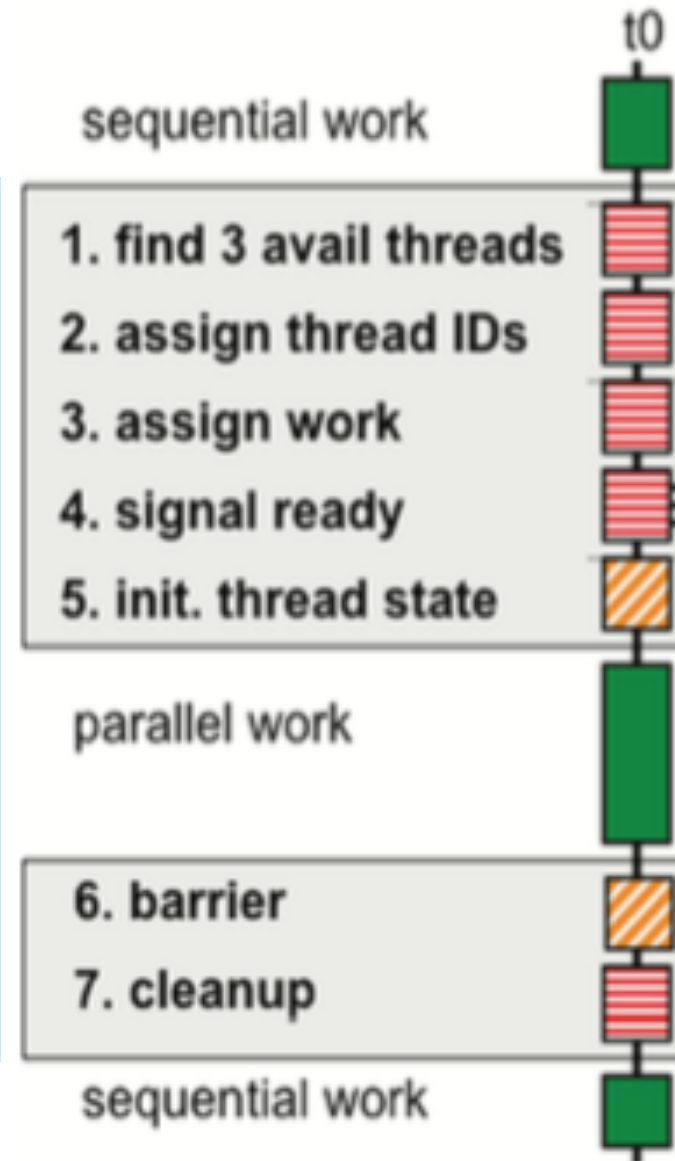 t0
sequential work
1. find 3 avail threads
2. assign thread IDs
3. assign work
4. signal ready
5. init. thread state
parallel work
6. barrier
7. cleanup
sequential work